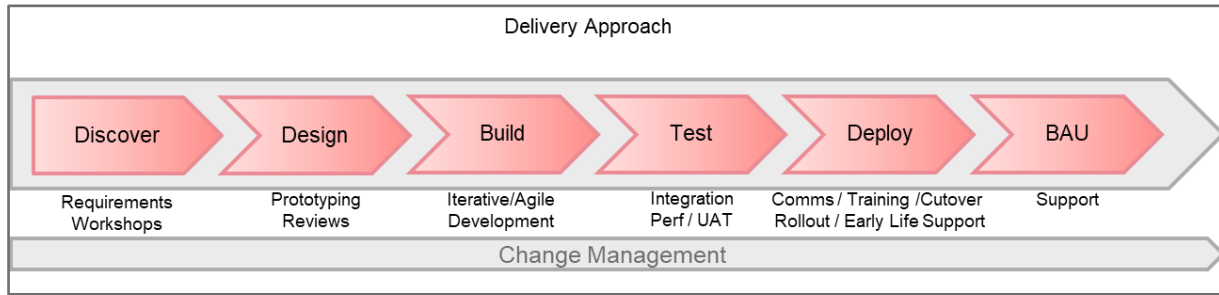 Delivery Approach
Discover
Design
Build
Test
Deploy
BAU
Requirements
Workshops
Prototyping
Reviews
Iterative/Agile
Development
Integration
Perf / UAT
Comms / Training /Cutover
Rollout / Early Life Support
Support
Change Management